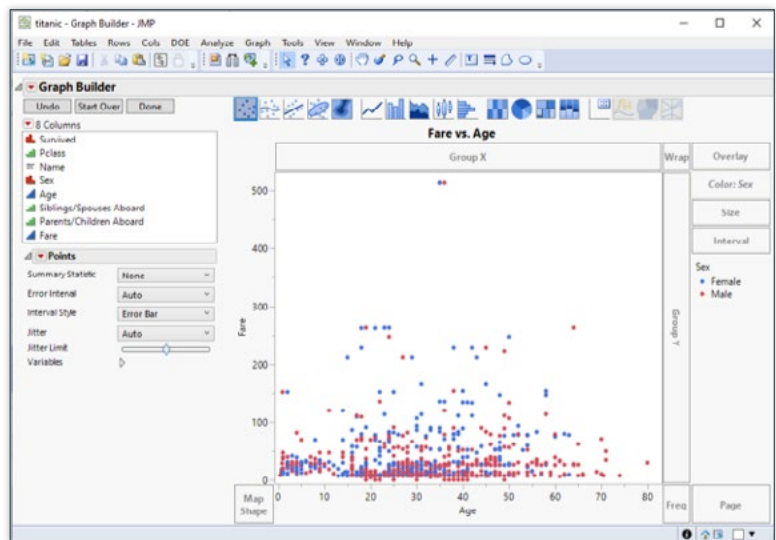 titanic - Graph Builder - JMP
File Edit Tables Rows Cols DOE Analyze Graph Tools View Window Help
Graph Builder
Undo Start Over Done
8 Columns
Survived
Pclass
Name
Sex
Age
Siblings/Spouses Aboard
Parents/Children Aboard
Fare
Points
Summary Statistic None
Error Interval Auto
Interval Style Error Bar
Jitter Auto
Jitter Limit
Variables
Fare vs. Age
Group X
Wrap
Overlay
Color: Sex
Size
Interval
Sex
Female
Male
Group Y
Fare
500
400
300
200
100
0
0 10 20 30 40 50 60 70 80
Age
Map Shape
Freq
Page